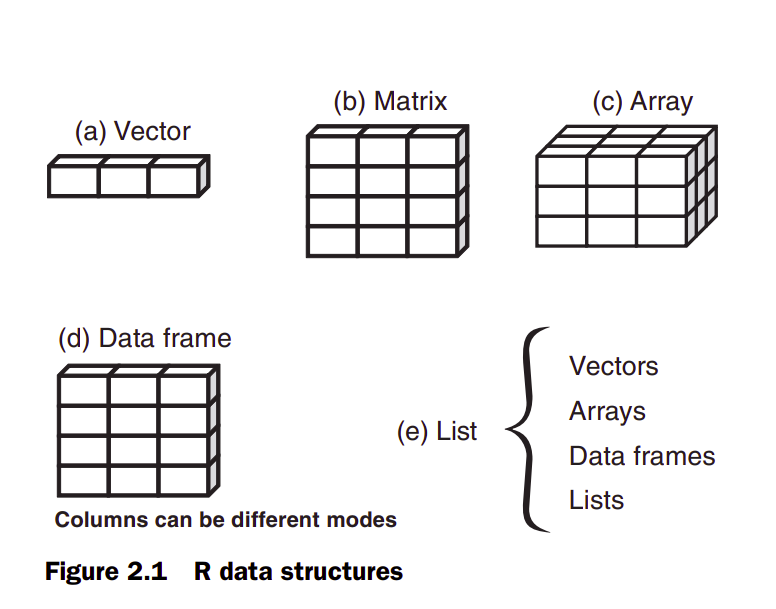 (a) Vector
(b) Matrix
(c) Array
(d) Data frame
Columns can be different modes
(e) List
Vectors
Arrays
Data frames
Lists
Figure 2.1 R data structures